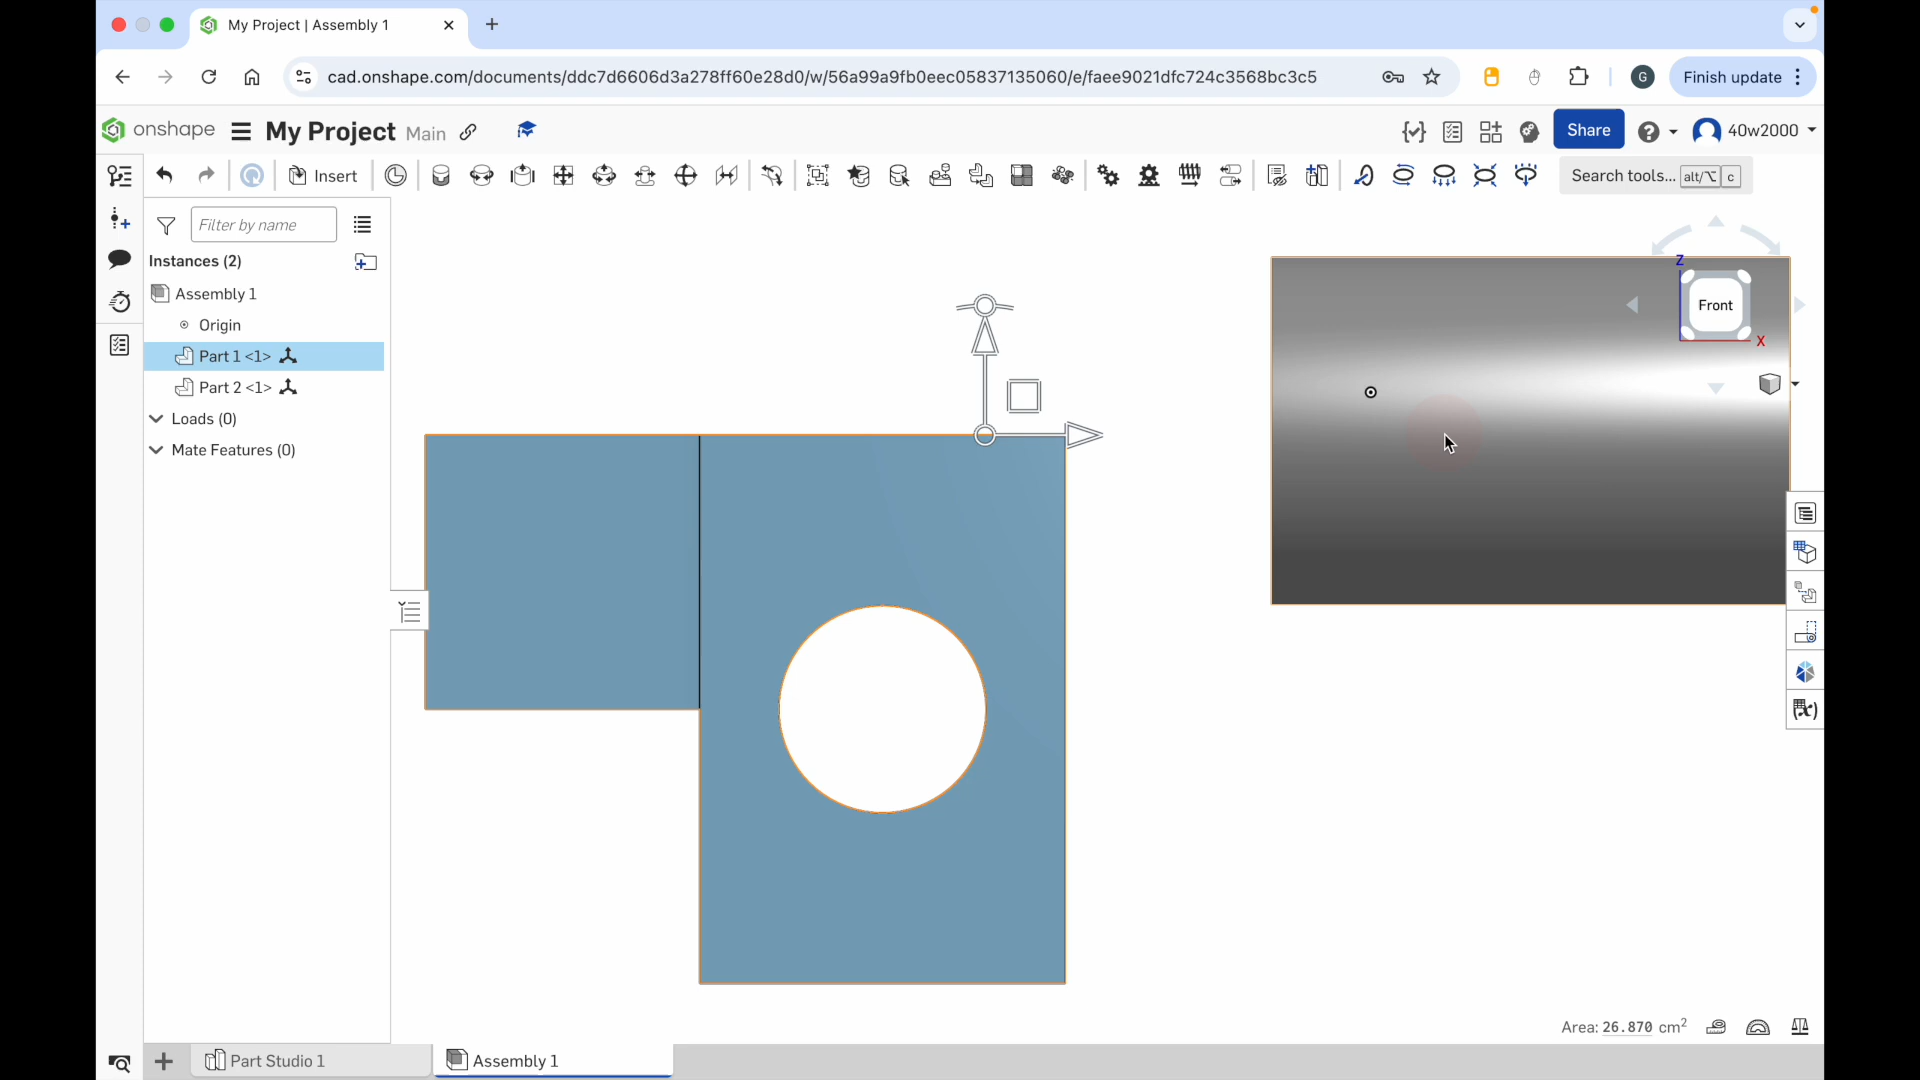 My Project | Assembly 1
cad.onshape.com/documents/ddc7d6606d3a278ff60e28d0/w/56a99a9fb0eec05837135060/e/faee9021dfc724c3568bc3c5
G
Finish update
onshape
My Project Main
Share
40w2000
Insert
Search tools... alt/⌥ c
Filter by name
Instances (2)
Assembly 1
Origin
Part 1 <1>
Part 2 <1>
Loads (0)
Mate Features (0)
Z
Front
X
Area: 26.870 cm²
Part Studio 1
Assembly 1